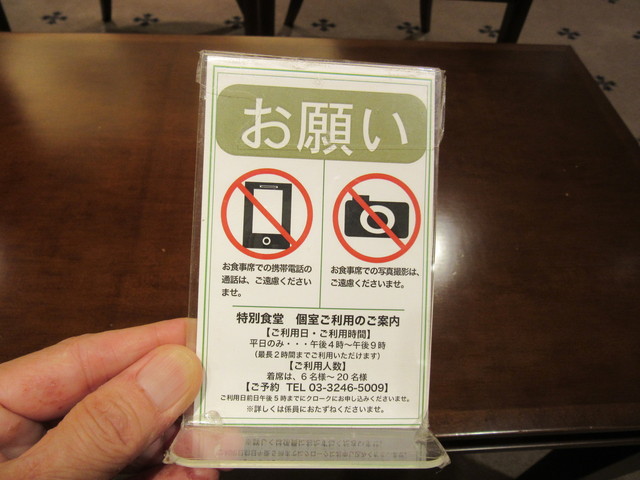 お願い
お食事席での携帯電話の
通話は、ご遠慮ください
ませ。
お食事席での写真撮影は、
ご遠慮くださいませ。
特別食堂 個室ご利用のご案内
【ご利用日・ご利用時間】
平日のみ・・・午後4時~午後9時
(最長2時間までご利用いただけます)
【ご利用人数】
着席は、6名様~20名様
【ご予約 TEL 03-3246-5009】
ご利用日前日午後5時までにクロークにお申し込みくださいませ。
※詳しくは係員におたずねくださいませ。